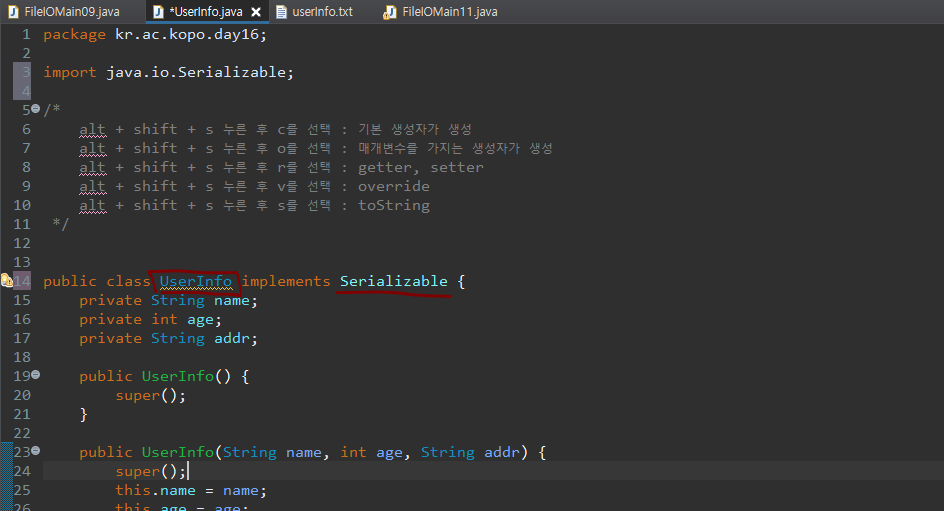 FileIOMain09.java *UserInfo.java userInfo.txt FileIOMain11.java
1 package kr.ac.kopo.day16;
2
3 import java.io.Serializable;
4
5 /*
6 alt + shift + s 누른 후 c를 선택 : 기본 생성자가 생성
7 alt + shift + s 누른 후 o를 선택 : 매개변수를 가지는 생성자가 생성
8 alt + shift + s 누른 후 r를 선택 : getter, setter
9 alt + shift + s 누른 후 v를 선택 : override
10 alt + shift + s 누른 후 s를 선택 : toString
11 */
12
13
14 public class UserInfo implements Serializable {
15 private String name;
16 private int age;
17 private String addr;
18
19 public UserInfo() {
20 super();
21 }
22
23 public UserInfo(String name, int age, String addr) {
24 super();
25 this.name = name;
26 this.age = age;